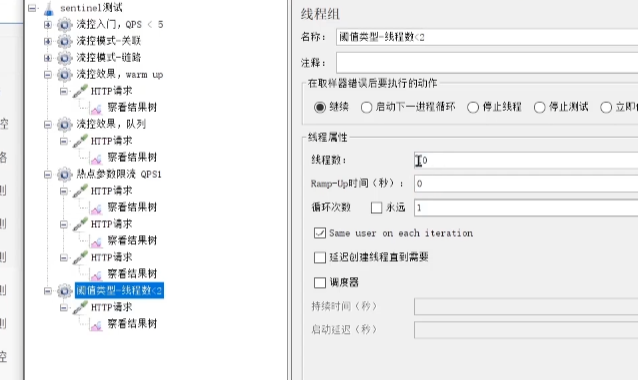 sentinel测试
流控入门, QPS < 5
流控模式-关联
流控模式-链路
流控效果, warm up
HTTP请求
察看结果树
流控效果, 队列
HTTP请求
察看结果树
热点参数限流 QPS1
HTTP请求
察看结果树
HTTP请求
察看结果树
HTTP请求
察看结果树
阈值类型-线程数<2
HTTP请求
察看结果树
线程组
名称: 阈值类型-线程数<2
注释:
在取样器错误后要执行的动作
继续 启动下一进程循环 停止线程 停止测试 立即
线程属性
线程数:
Ramp-Up时间(秒): 0
循环次数 永远 1
Same user on each iteration
延迟创建线程直到需要
调度器
持续时间(秒)
启动延迟(秒)